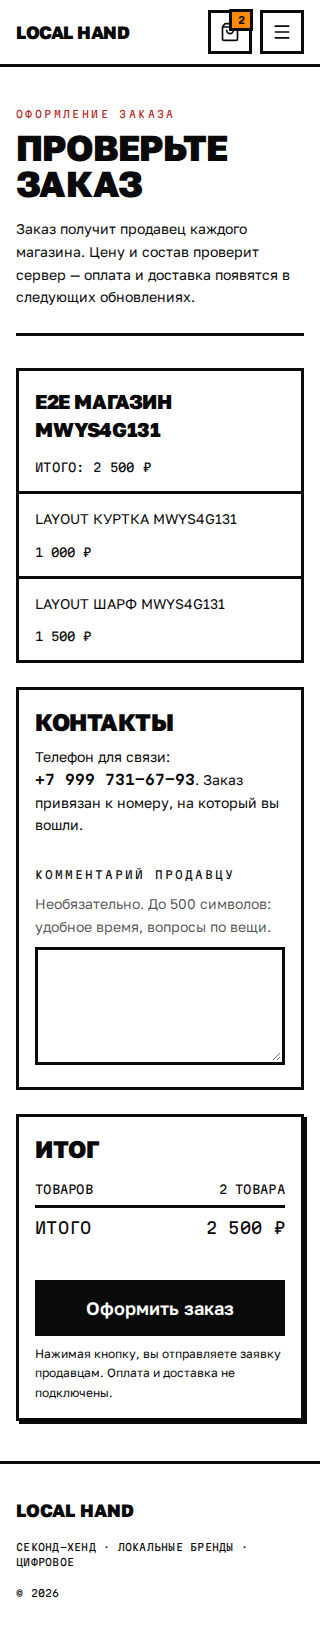 LOCAL HAND
2
ОФОРМЛЕНИЕ ЗАКАЗА
ПРОВЕРЬТЕ
ЗАКАЗ
Заказ получит продавец каждого
магазина. Цену и состав проверит
сервер — оплата и доставка появятся в
следующих обновлениях.
E2E МАГАЗИН
MWYS4G131
ИТОГО: 2 500 ₽
LAYOUT КУРТКА MWYS4G131
1 000 ₽
LAYOUT ШАРФ MWYS4G131
1 500 ₽
КОНТАКТЫ
Телефон для связи:
+7 999 731−67−93. Заказ
привязан к номеру, на который вы
вошли.
КОММЕНТАРИЙ ПРОДАВЦУ
Необязательно. До 500 символов:
удобное время, вопросы по вещи.
ИТОГ
ТОВАРОВ 2 ТОВАРА
ИТОГО 2 500 ₽
Оформить заказ
Нажимая кнопку, вы отправляете заявку
продавцам. Оплата и доставка не
подключены.
LOCAL HAND
СЕКОНД-ХЕНД · ЛОКАЛЬНЫЕ БРЕНДЫ ·
ЦИФРОВОЕ
© 2026